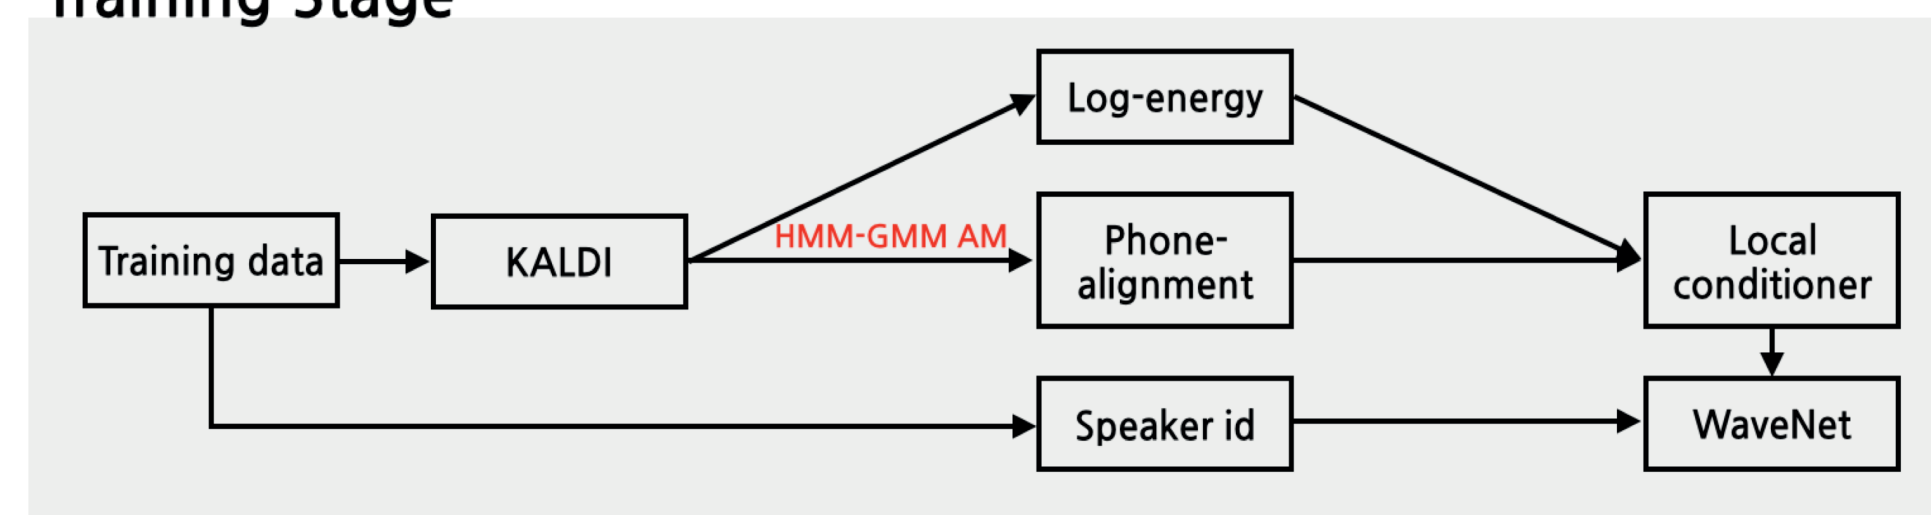 Training Stage
Log-energy
HMM-GMM AM
Phone-
alignment
Local
conditioner
Training data
KALDI
Speaker id
WaveNet